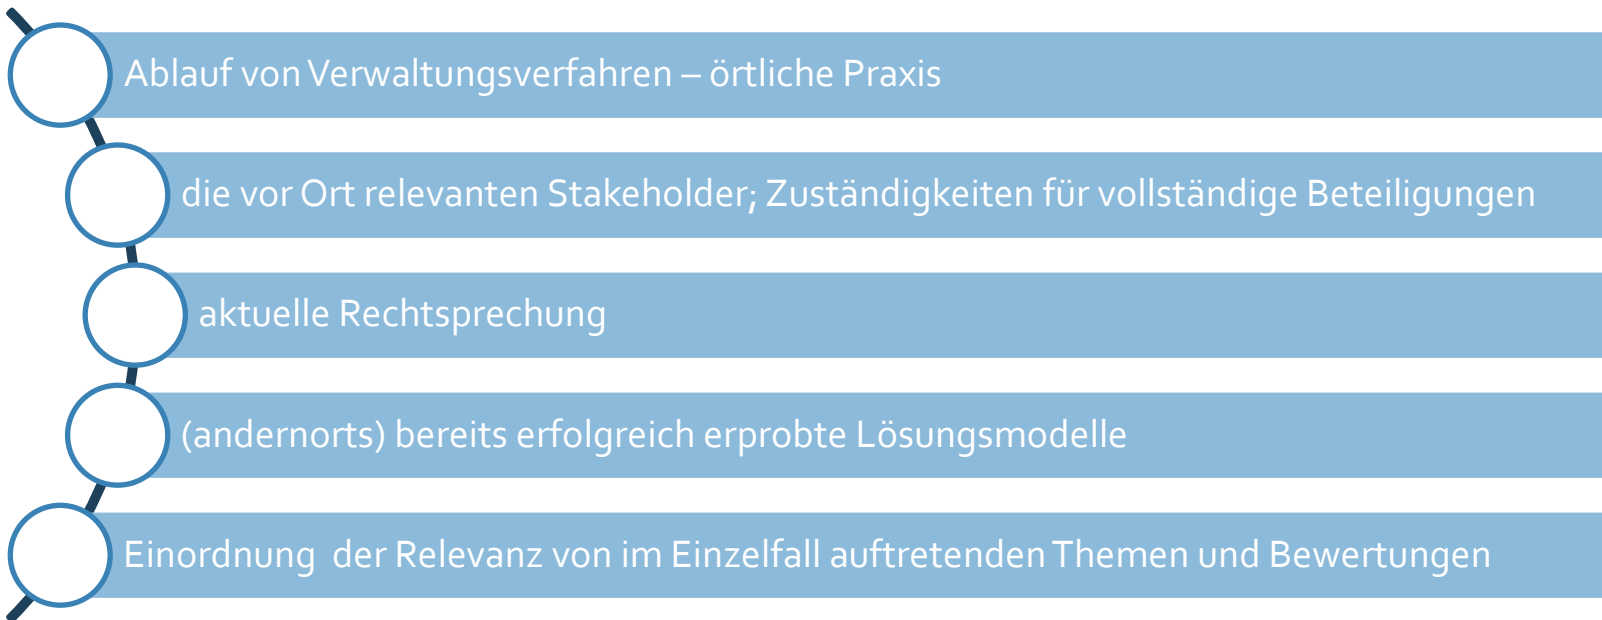 Ablauf von Verwaltungsverfahren – örtliche Praxis
die vor Ort relevanten Stakeholder; Zuständigkeiten für vollständige Beteiligungen
aktuelle Rechtsprechung
(andernorts) bereits erfolgreich erprobte Lösungsmodelle
Einordnung  der Relevanz von im Einzelfall auftretenden Themen und Bewertungen